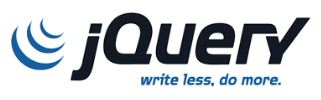 jQuery
write less, do more.